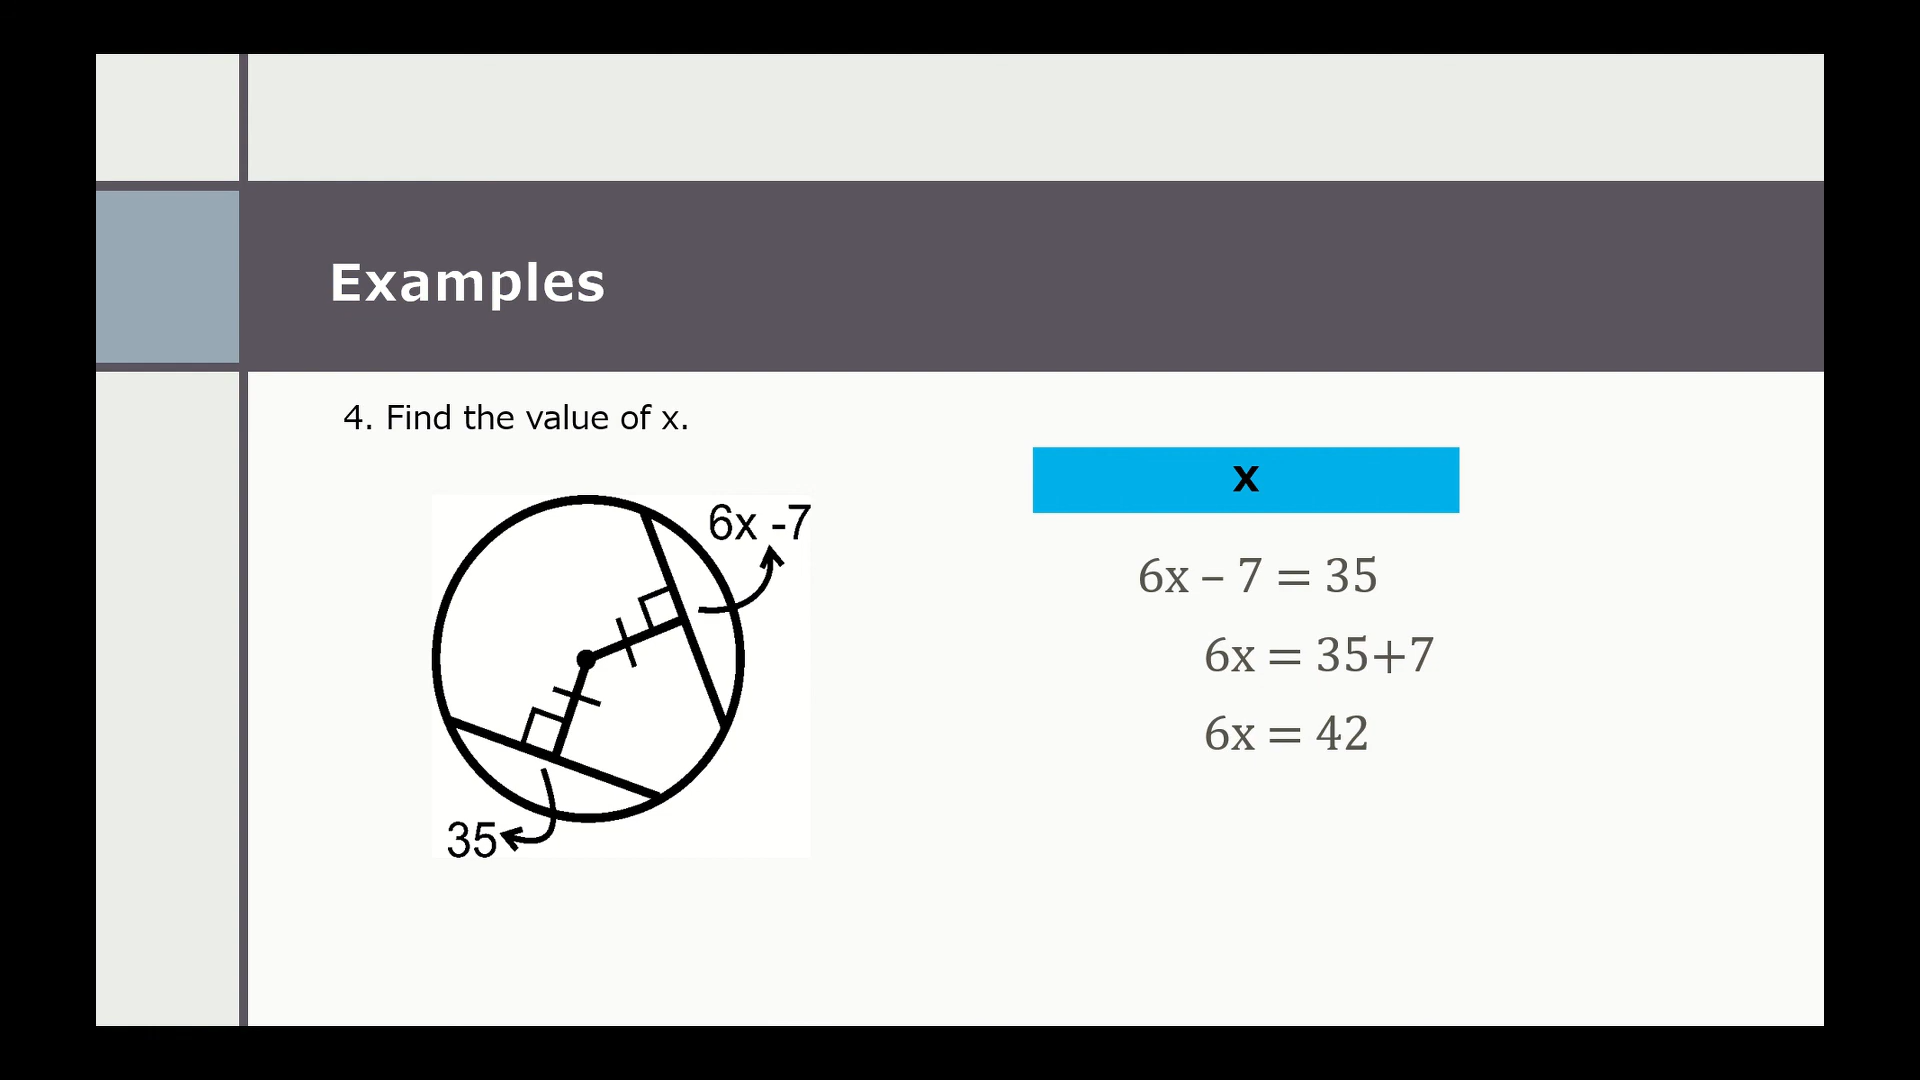 Examples
4. Find the value of x.
6x -7
35
x
6x – 7 = 35
6x = 35+7
6x = 42